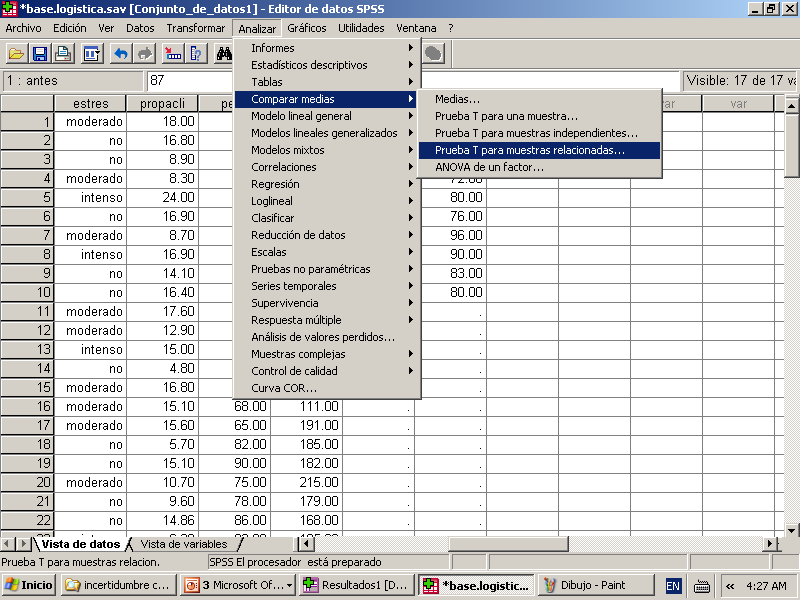 *base.logistica.sav [Conjunto_de_datos1] - Editor de datos SPSS
Archivo Edición Ver Datos Transformar Analizar Gráficos Utilidades Ventana ?
1 : antes 87 Visible: 17 de 17 va
Informes
Estadísticos descriptivos
Tablas
Comparar medias
Modelo lineal general
Modelos lineales generalizados
Modelos mixtos
Correlaciones
Regresión
Loglineal
Clasificar
Reducción de datos
Escalas
Pruebas no paramétricas
Series temporales
Supervivencia
Respuesta múltiple
Análisis de valores perdidos...
Muestras complejas
Control de calidad
Curva COR...
Medias...
Prueba T para una muestra...
Prueba T para muestras independientes...
Prueba T para muestras relacionadas...
ANOVA de un factor...
estres propacli pe var var
1 moderado 18.00
2 no 16.80
3 no 8.90
4 moderado 8.30 72.00
5 intenso 24.00 80.00
6 no 16.90 76.00
7 moderado 8.70 96.00
8 intenso 16.90 90.00
9 no 14.10 83.00
10 no 16.40 80.00
11 moderado 17.60 .
12 moderado 12.90 .
13 intenso 15.00 .
14 no 4.80 .
15 moderado 16.80 .
16 moderado 15.10 68.00 111.00 . .
17 moderado 15.60 65.00 191.00 . .
18 no 5.70 82.00 185.00 . .
19 no 15.10 90.00 182.00 . .
20 moderado 10.70 75.00 215.00 . .
21 no 9.60 78.00 179.00 . .
22 no 14.86 86.00 168.00 . .
Vista de datos Vista de variables
Prueba T para muestras relacion. SPSS El procesador está preparado
Inicio incertidumbre c... 3 Microsoft Of... Resultados1 [D... *base.logistic... Dibujo - Paint EN « 4:27 AM